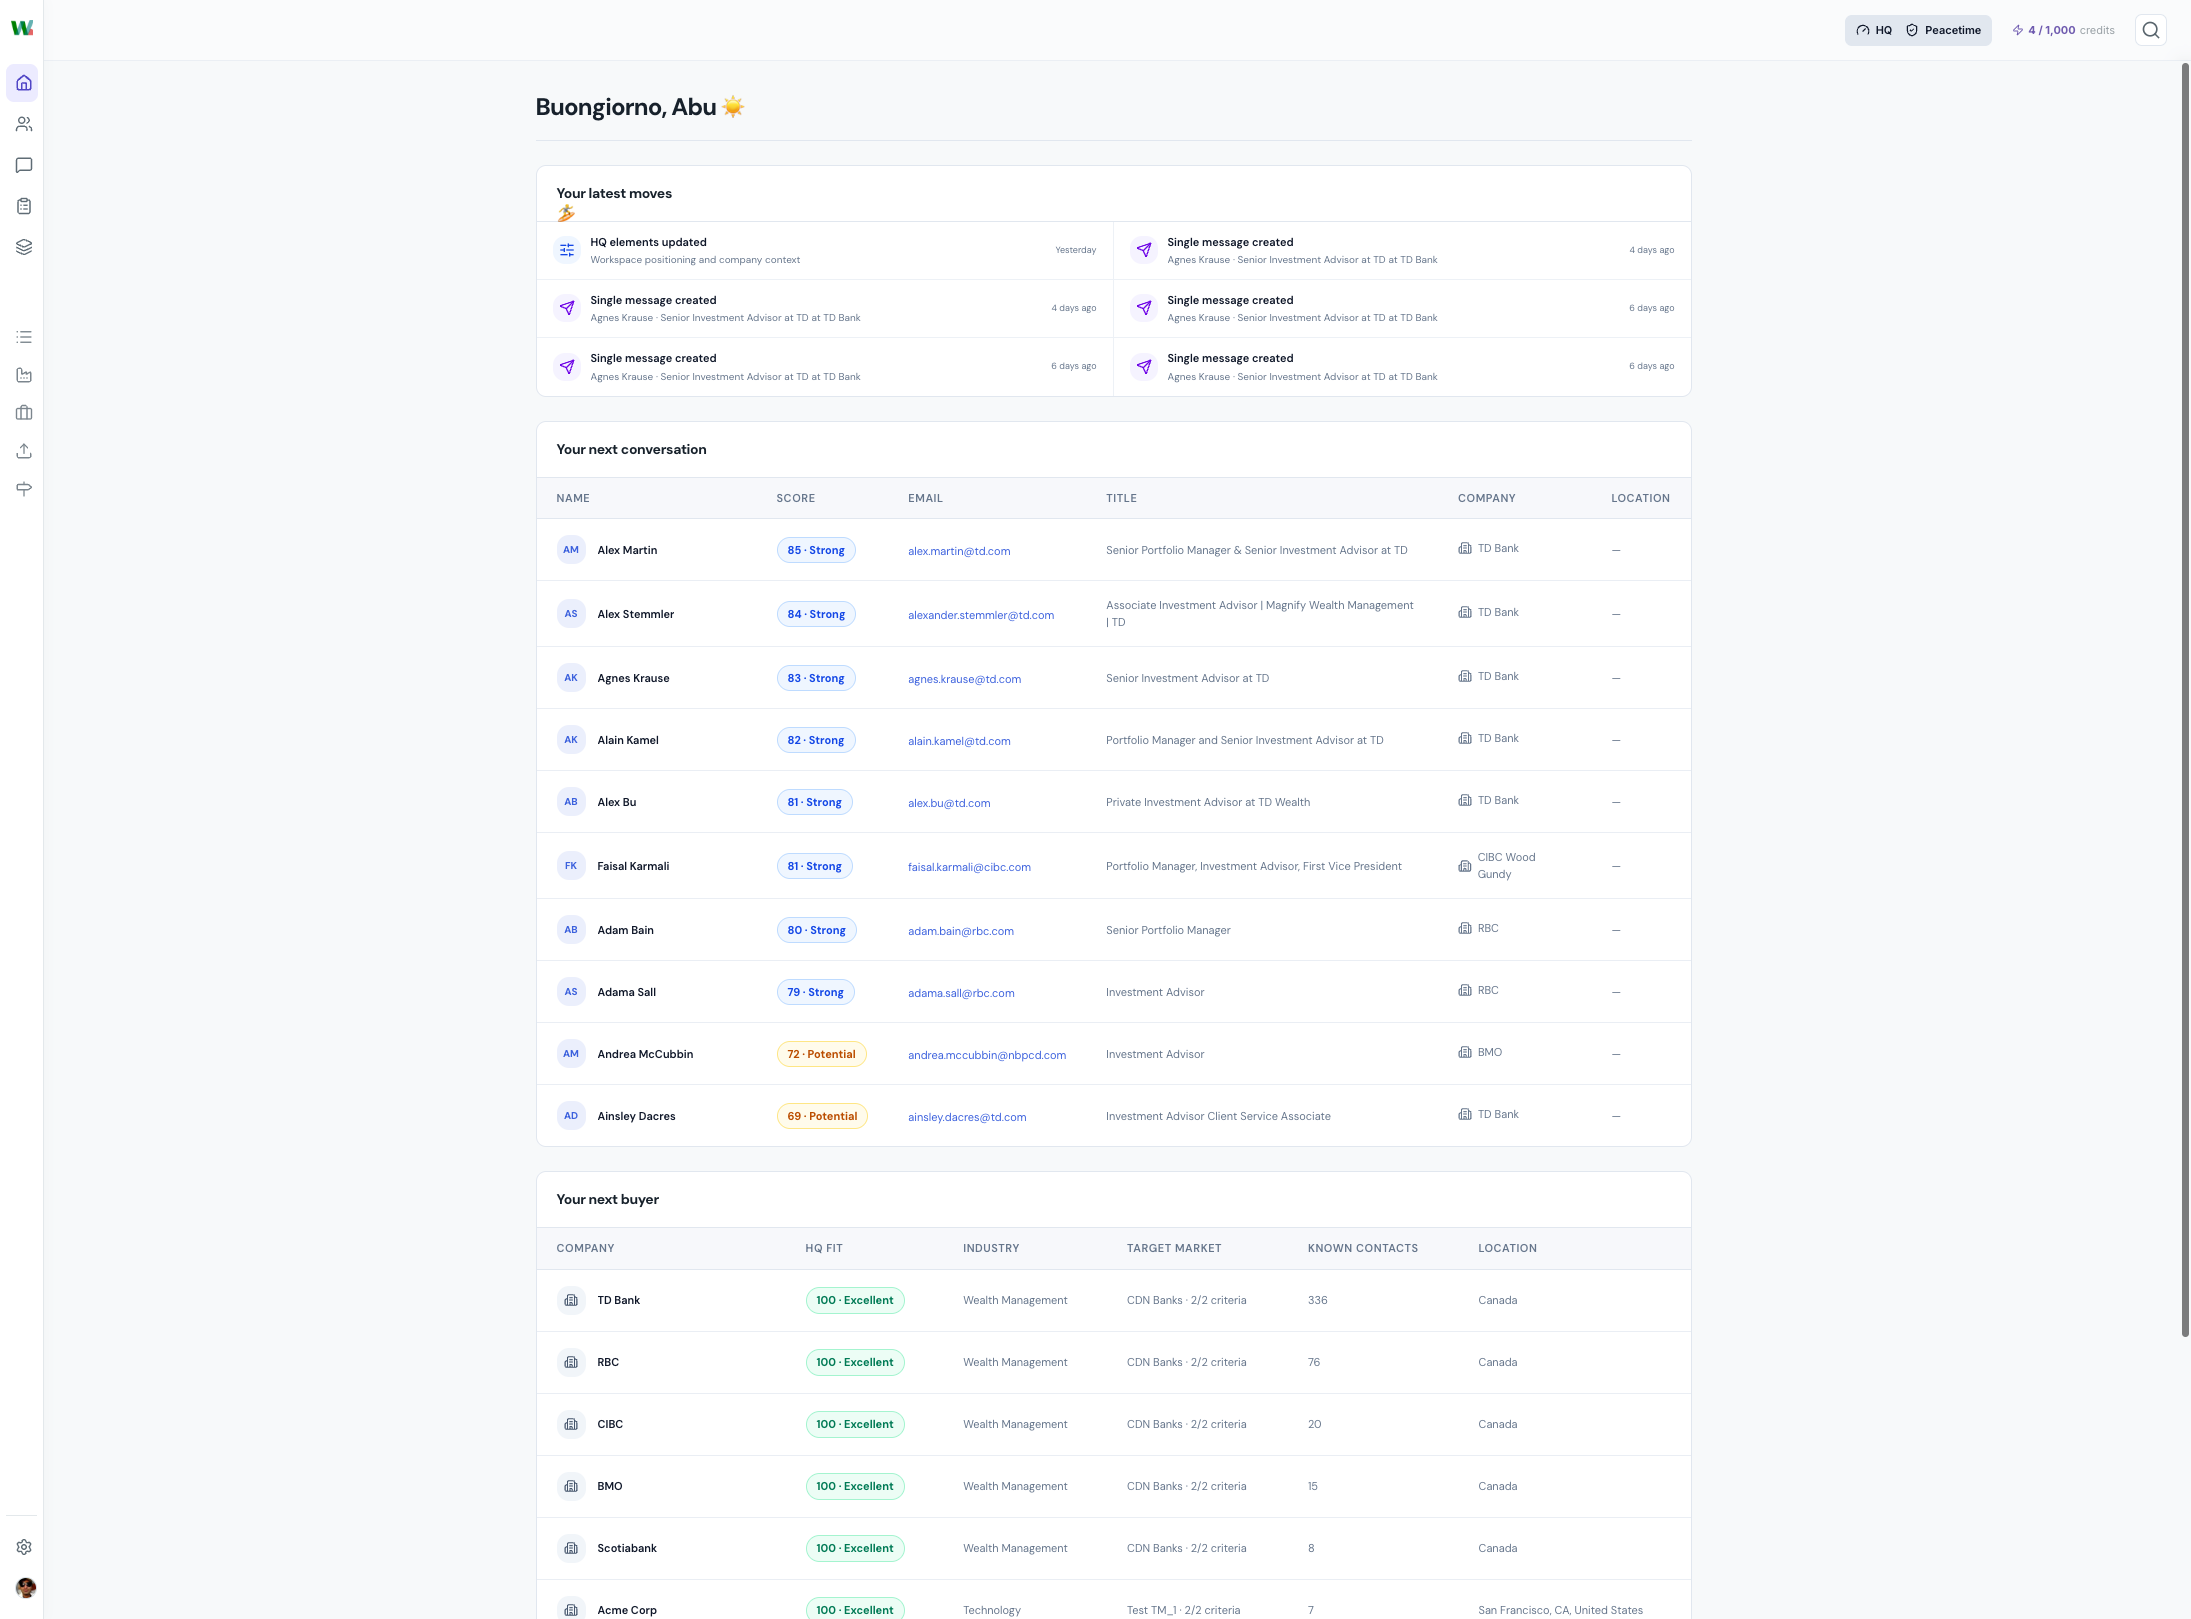 HQ Peacetime 4 / 1,000 credits
Buongiorno, Abu ☀️
Your latest moves
🏄
HQ elements updated
Workspace positioning and company context
Yesterday
Single message created
Agnes Krause · Senior Investment Advisor at TD at TD Bank
4 days ago
Single message created
Agnes Krause · Senior Investment Advisor at TD at TD Bank
4 days ago
Single message created
Agnes Krause · Senior Investment Advisor at TD at TD Bank
6 days ago
Single message created
Agnes Krause · Senior Investment Advisor at TD at TD Bank
6 days ago
Single message created
Agnes Krause · Senior Investment Advisor at TD at TD Bank
6 days ago
Your next conversation
NAME SCORE EMAIL TITLE COMPANY LOCATION
AM Alex Martin 85 · Strong alex.martin@td.com Senior Portfolio Manager & Senior Investment Advisor at TD TD Bank —
AS Alex Stemmler 84 · Strong alexander.stemmler@td.com Associate Investment Advisor | Magnify Wealth Management
| TD TD Bank —
AK Agnes Krause 83 · Strong agnes.krause@td.com Senior Investment Advisor at TD TD Bank —
AK Alain Kamel 82 · Strong alain.kamel@td.com Portfolio Manager and Senior Investment Advisor at TD TD Bank —
AB Alex Bu 81 · Strong alex.bu@td.com Private Investment Advisor at TD Wealth TD Bank —
FK Faisal Karmali 81 · Strong faisal.karmali@cibc.com Portfolio Manager, Investment Advisor, First Vice President CIBC Wood
Gundy —
AB Adam Bain 80 · Strong adam.bain@rbc.com Senior Portfolio Manager RBC —
AS Adama Sall 79 · Strong adama.sall@rbc.com Investment Advisor RBC —
AM Andrea McCubbin 72 · Potential andrea.mccubbin@nbpcd.com Investment Advisor BMO —
AD Ainsley Dacres 69 · Potential ainsley.dacres@td.com Investment Advisor Client Service Associate TD Bank —
Your next buyer
COMPANY HQ FIT INDUSTRY TARGET MARKET KNOWN CONTACTS LOCATION
TD Bank 100 · Excellent Wealth Management CDN Banks · 2/2 criteria 336 Canada
RBC 100 · Excellent Wealth Management CDN Banks · 2/2 criteria 76 Canada
CIBC 100 · Excellent Wealth Management CDN Banks · 2/2 criteria 20 Canada
BMO 100 · Excellent Wealth Management CDN Banks · 2/2 criteria 15 Canada
Scotiabank 100 · Excellent Wealth Management CDN Banks · 2/2 criteria 8 Canada
Acme Corp 100 · Excellent Technology Test TM_1 · 2/2 criteria 7 San Francisco, CA, United States